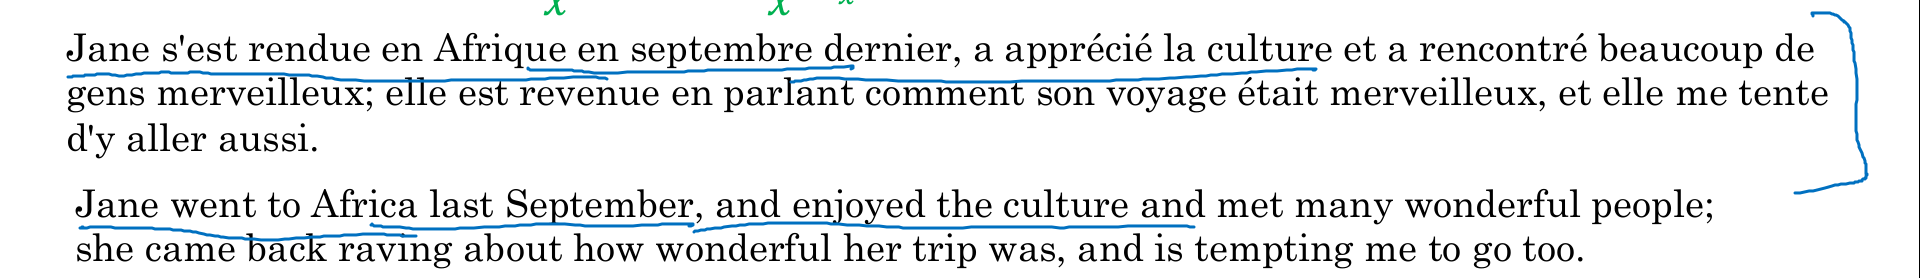 Jane s'est rendue en Afrique en septembre dernier, a apprécié la culture et a rencontré beaucoup de
gens merveilleux; elle est revenue en parlant comment son voyage était merveilleux, et elle me tente
d'y aller aussi.
Jane went to Africa last September, and enjoyed the culture and met many wonderful people;
she came back raving about how wonderful her trip was, and is tempting me to go too.